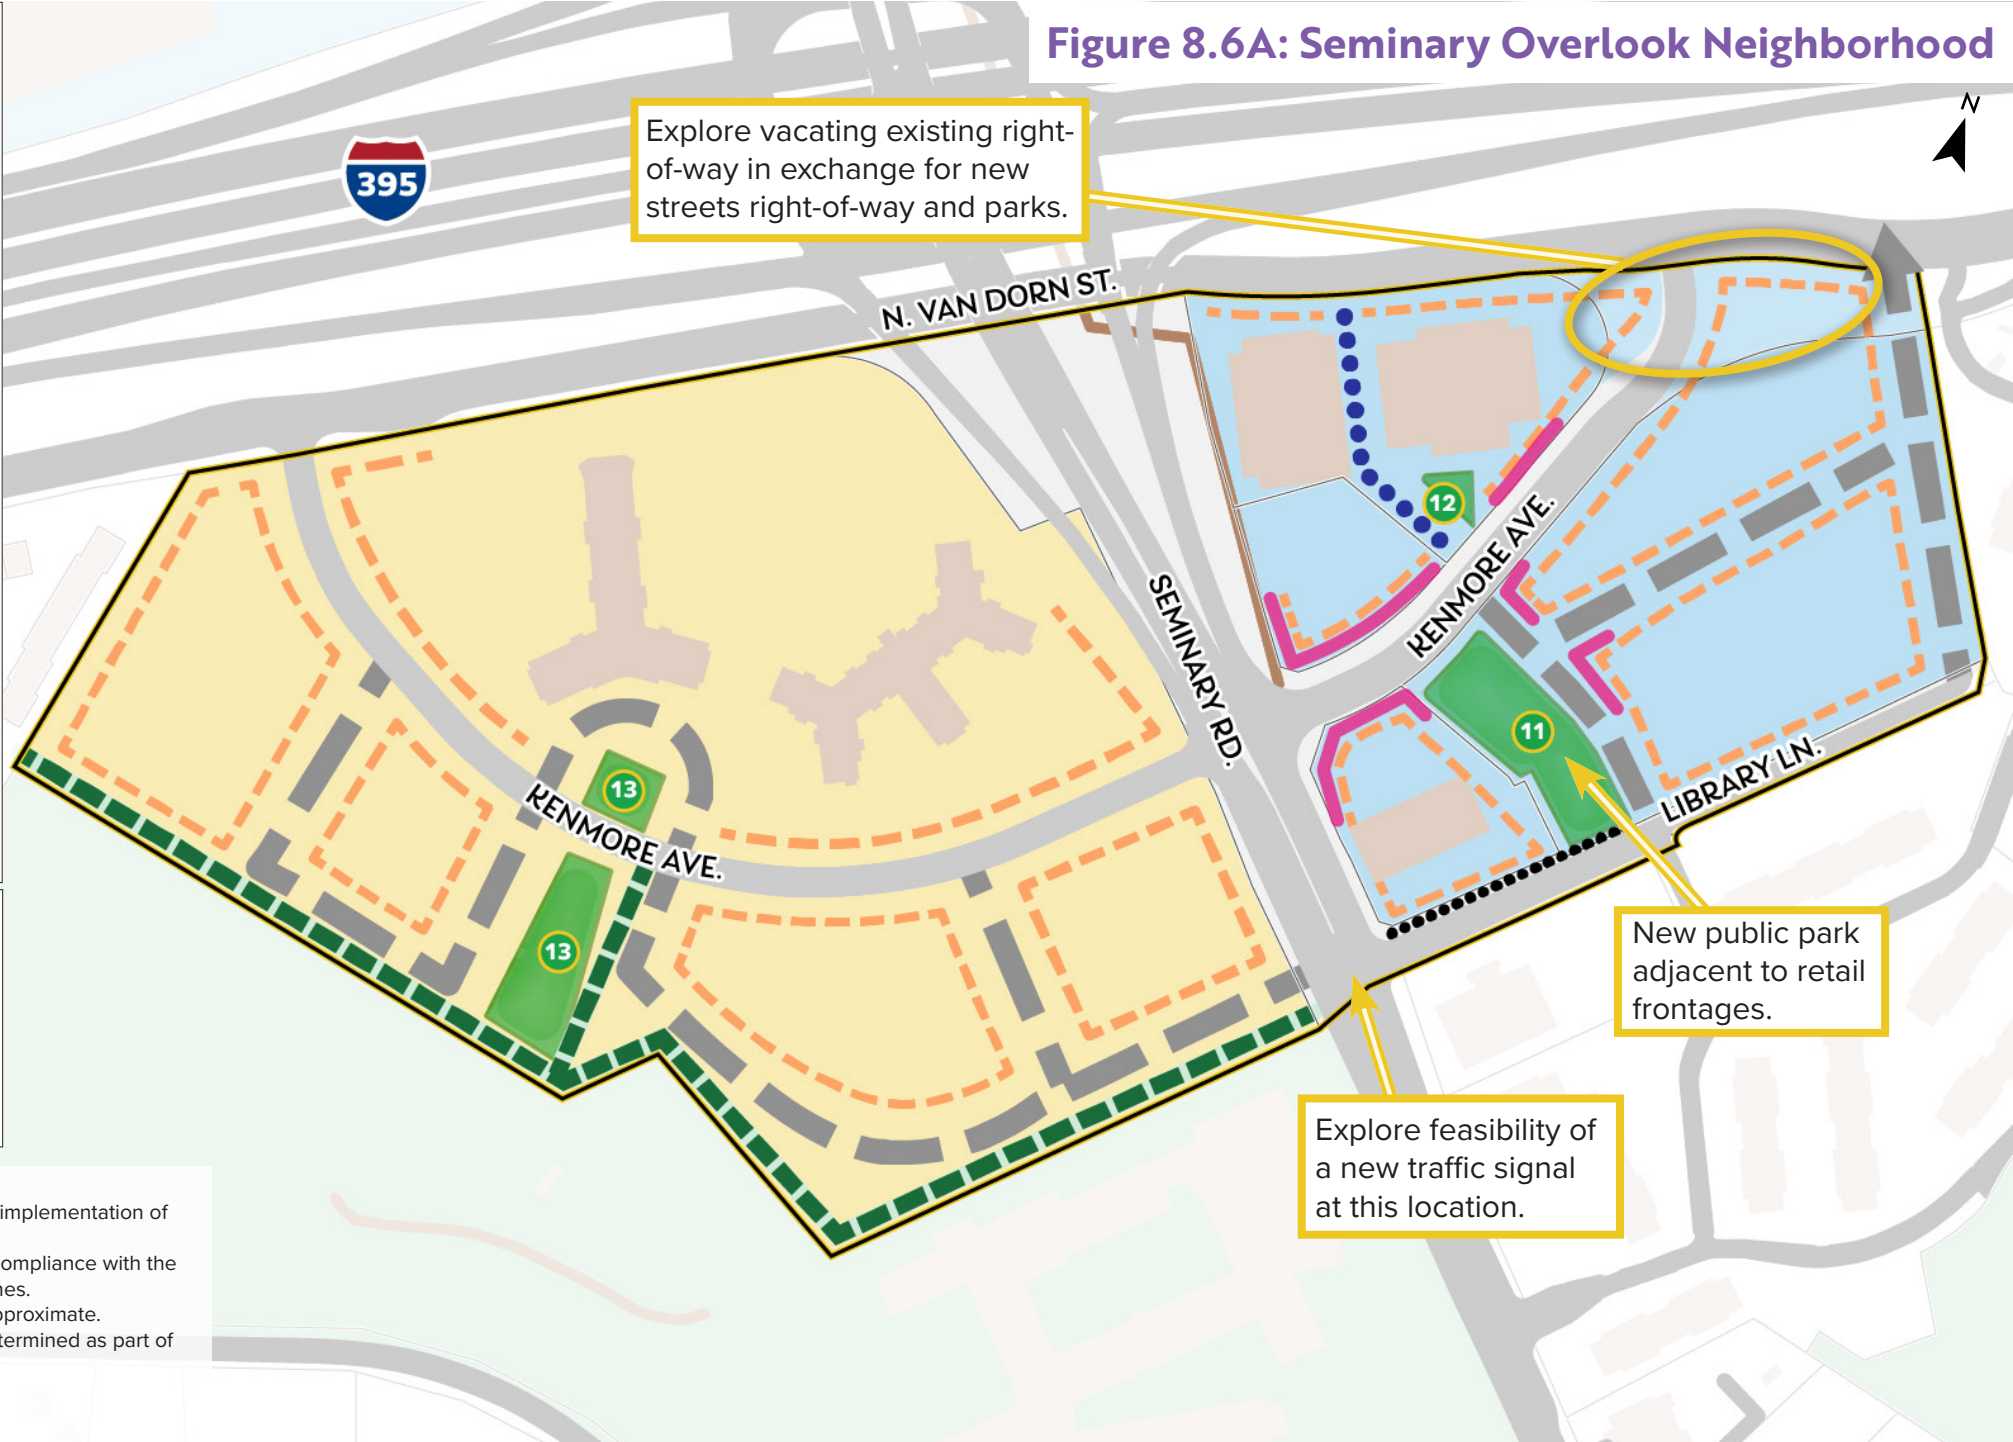 Figure 8.6A: Seminary Overlook Neighborhood
N
Explore vacating existing right-
of-way in exchange for new
streets right-of-way and parks.
395
N. VAN DORN ST.
12
KENMORE AVE.
SEMINARY RD.
11
13
KENMORE AVE.
LIBRARY LN.
13
New public park
adjacent to retail
frontages.
Explore feasibility of
a new traffic signal
at this location.
implementation of
ompliance with the
nes.
pproximate.
termined as part of